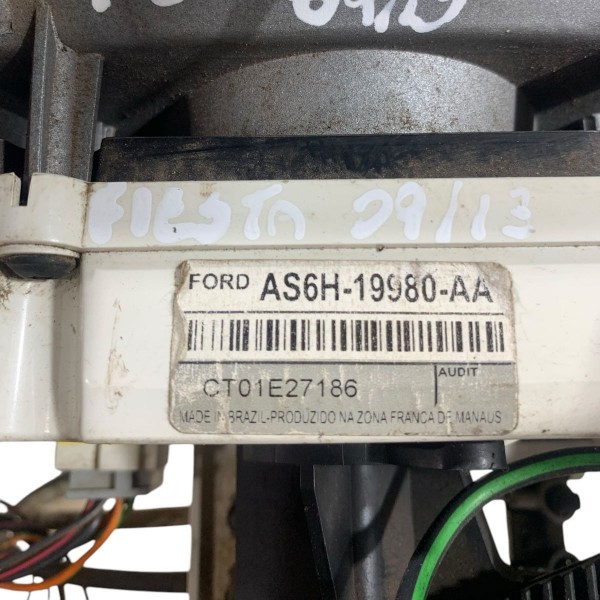 FIESTA 09/13
FORD AS6H-19980-AA
CT01E27186
AUDIT
MADE IN BRAZIL-PRODUZIDO NA ZONA FRANCA DE MANAUS